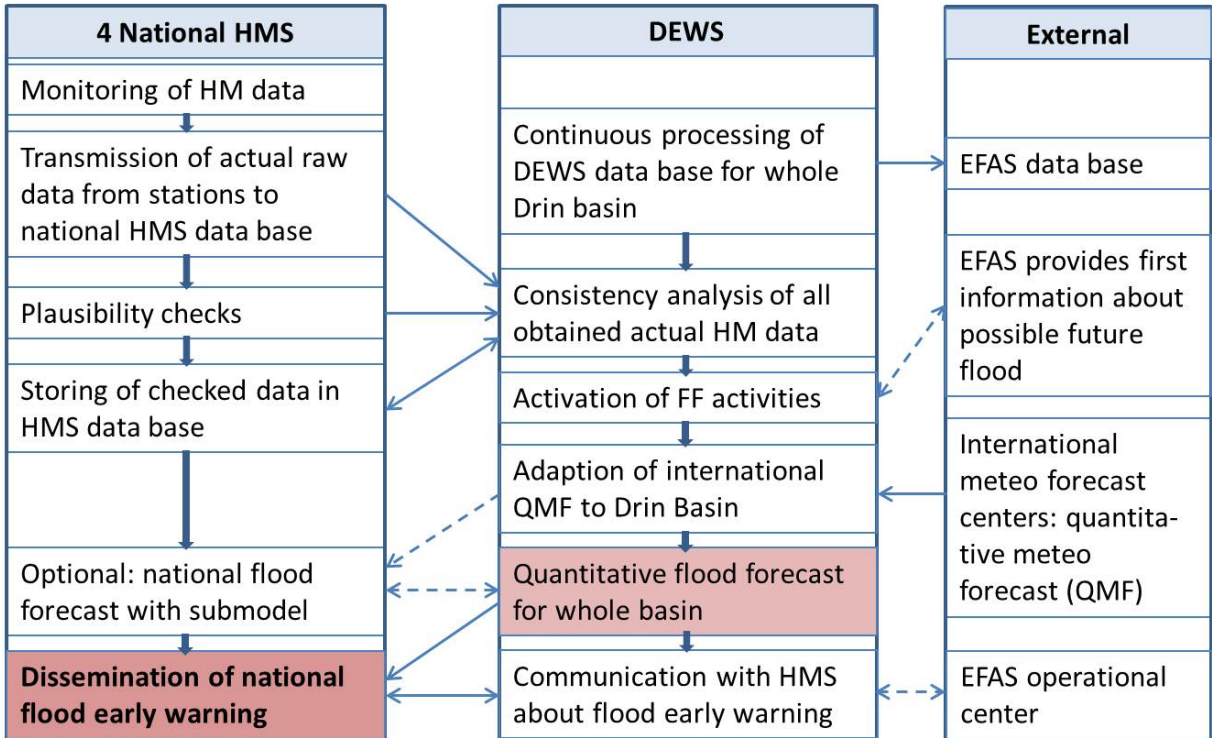 4 National HMS
Monitoring of HM data
Transmission of actual raw
data from stations to
national HMS data base
Plausibility checks
Storing of checked data in
HMS data base
Optional: national flood
forecast with submodel
Dissemination of national
flood early warning
DEWS
Continuous processing of
DEWS data base for whole
Drin basin
Consistency analysis of all
obtained actual HM data
Activation of FF activities
Adaption of international
QMF to Drin Basin
Quantitative flood forecast
for whole basin
Communication with HMS
about flood early warning
External
EFAS data base
EFAS provides first
information about
possible future
flood
International
meteo forecast
centers: quantita-
tive meteo
forecast (QMF)
EFAS operational
center